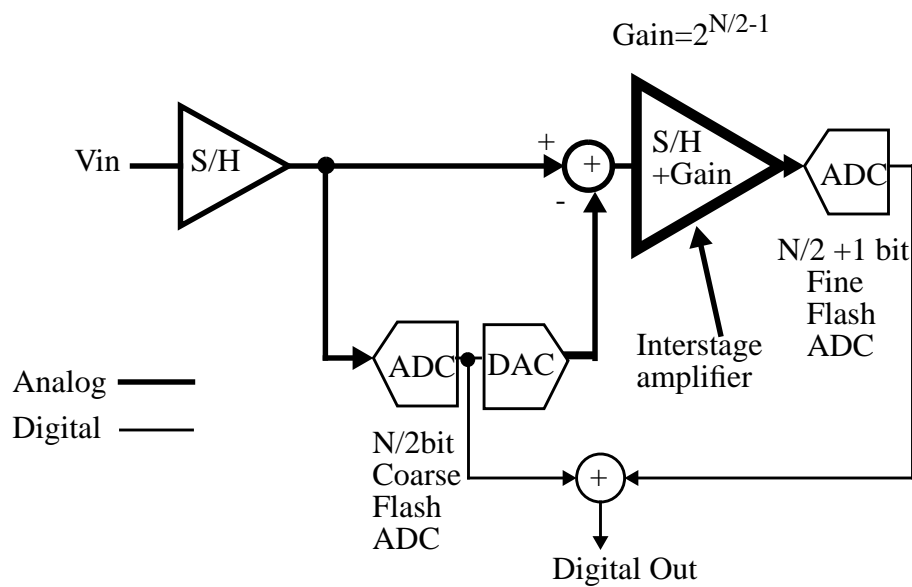 Gain=2^N/2-1
Vin
S/H
+
+
-
S/H
+Gain
ADC
N/2 +1 bit
Fine
Flash
ADC
Interstage
amplifier
ADC
DAC
Analog
Digital
N/2bit
Coarse
Flash
ADC
+
Digital Out